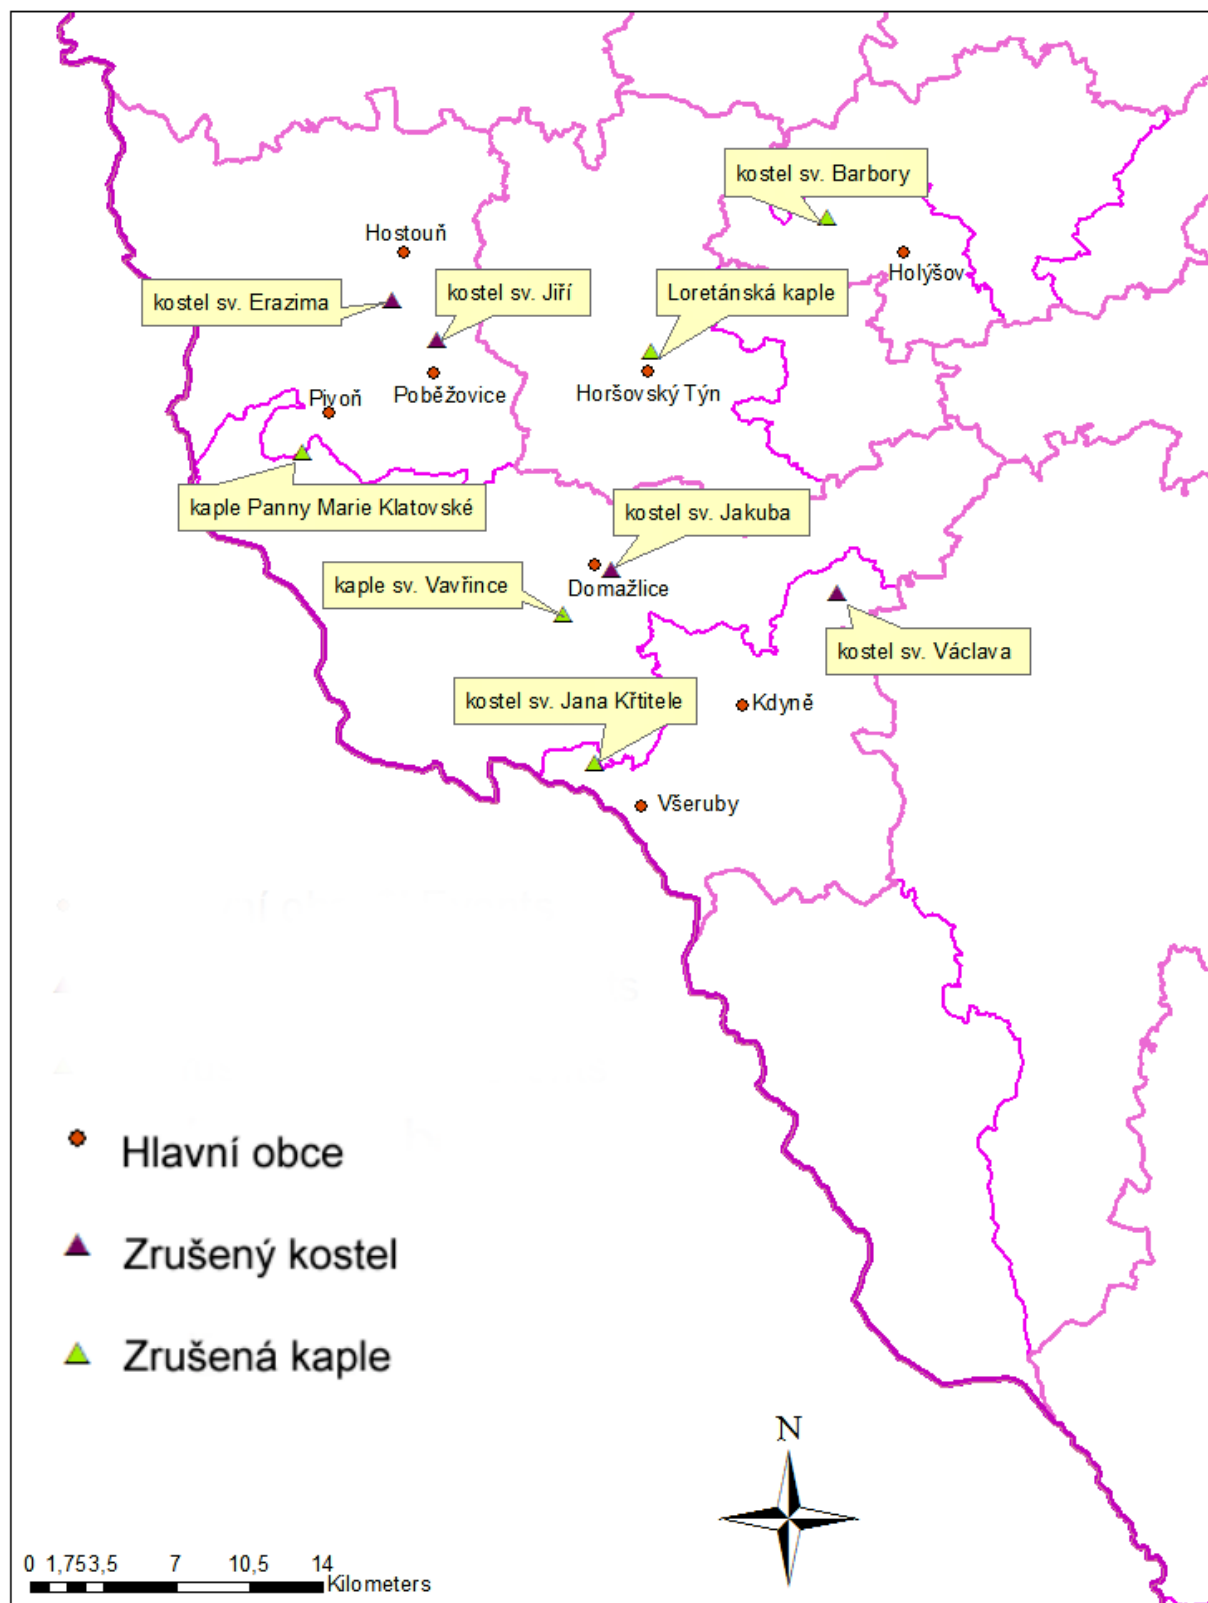 kostel sv. Barbory
Hostouň
Holýšov
kostel sv. Erazima
kostel sv. Jiří
Loretánská kaple
Pivoň
Poběžovice
Horšovský Týn
kaple Panny Marie Klatovské
kostel sv. Jakuba
kaple sv. Vavřince
Domažlice
kostel sv. Václava
kostel sv. Jana Křtitele
Kdyně
Všeruby
Hlavní obce
Zrušený kostel
Zrušená kaple
N
0 1,753,5 7 10,5 14
Kilometers